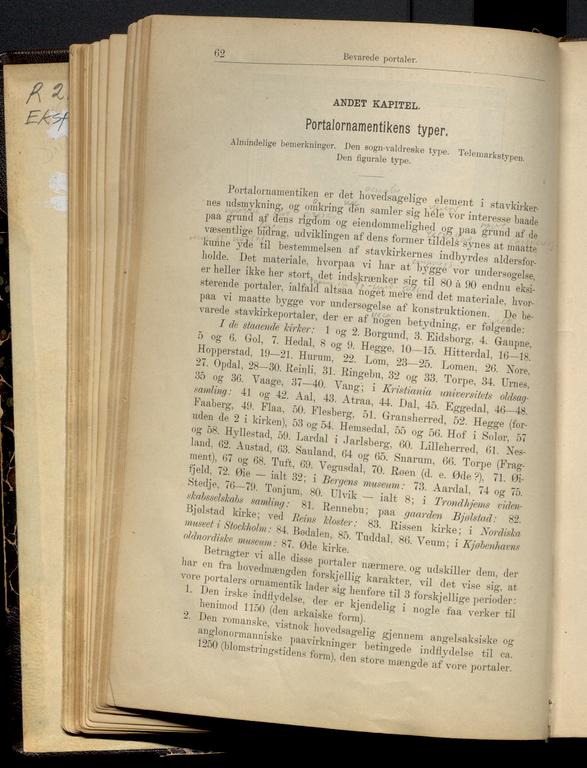 R 2.
Ekst
62
Bevarede portaler.
ANDET KAPITEL.
Portalornamentikens typer.
Almindelige bemerkninger. Den sogn-valdreske type. Telemarkstypen.
Den figurale type.
Portalornamentiken er det hovedsagelige element i stavkirker-
nes udsmykning, og omkring den samler sig hele vor interesse baade
paa grund af dens rigdom og eiendommelighed og paa grund af de
væsentlige bidrag, udviklingen af dens former tildels synes at maatte
kunne yde til bestemmelsen af stavkirkernes indbyrdes aldersfor-
holde. Det materiale, hvorpaa vi har at bygge vor undersøgelse,
er heller ikke her stort, det indskrænker sig til 80 à 90 endnu eksi-
sterende portaler, ialfald altsaa noget mere end det materiale, hvor-
paa vi maatte bygge vor undersøgelse af konstruktionen. De be-
varede stavkirkeportaler, der er af nogen betydning, er følgende:
I de staaende kirker: 1 og 2. Borgund, 3. Eidsborg, 4. Gaupne,
5 og 6. Gol, 7. Hedal, 8 og 9. Hegge, 10—15. Hitterdal, 16—18.
Hopperstad, 19—21. Hurum, 22. Lom, 23—25. Lomen, 26. Nore,
27. Opdal, 28—30. Reinli, 31. Ringebu, 32 og 33. Torpe, 34. Urnes,
35 og 36. Vaage, 37—40. Vang; i Kristiania universitets oldsag-
samling: 41 og 42. Aal, 43. Atraa, 44. Dal, 45. Eggedal, 46—48.
Faaberg, 49. Flaa, 50. Flesberg, 51. Gransherred, 52. Hegge (for-
uden de 2 i kirken), 53 og 54. Hemsedal, 55 og 56. Hof i Solør, 57
og 58. Hyllestad, 59. Lardal i Jarlsberg, 60. Lilleherred, 61. Nes-
land, 62. Austad, 63. Sauland, 64 og 65. Snarum, 66. Torpe (Frag-
ment), 67 og 68. Tuft, 69. Vegusdal, 70. Røen (d. e. Øde ?), 71. Øi-
fjeld, 72. Øie — ialt 32; i Bergens museum: 73. Aardal, 74 og 75.
Stedje, 76—79. Tonjum, 80. Ulvik — ialt 8; i Trondhjems viden-
skabsselskabs samling: 81. Rennebu; paa gaarden Bjølstad: 82.
Bjølstad kirke; ved Reins kloster: 83. Rissen kirke; i Nordiska
museet i Stockholm: 84. Bødalen, 85. Tuddal, 86. Veum; i Kjøbenhavns
oldnordiske museum: 87. Øde kirke.
Betragter vi alle disse portaler nærmere, og udskiller dem, der
har en fra hovedmængden forskjellig karakter, vil det vise sig, at
vore portalers ornamentik lader sig henføre til 3 forskjellige perioder:
1. Den irske indflydelse, der er kjendelig i nogle faa verker til
henimod 1150 (den arkaiske form).
2. Den romanske, vistnok hovedsagelig gjennem angelsaksiske og
anglonormanniske paavirkninger betingede indflydelse til ca.
1250 (blomstringstidens form), den store mængde af vore portaler.